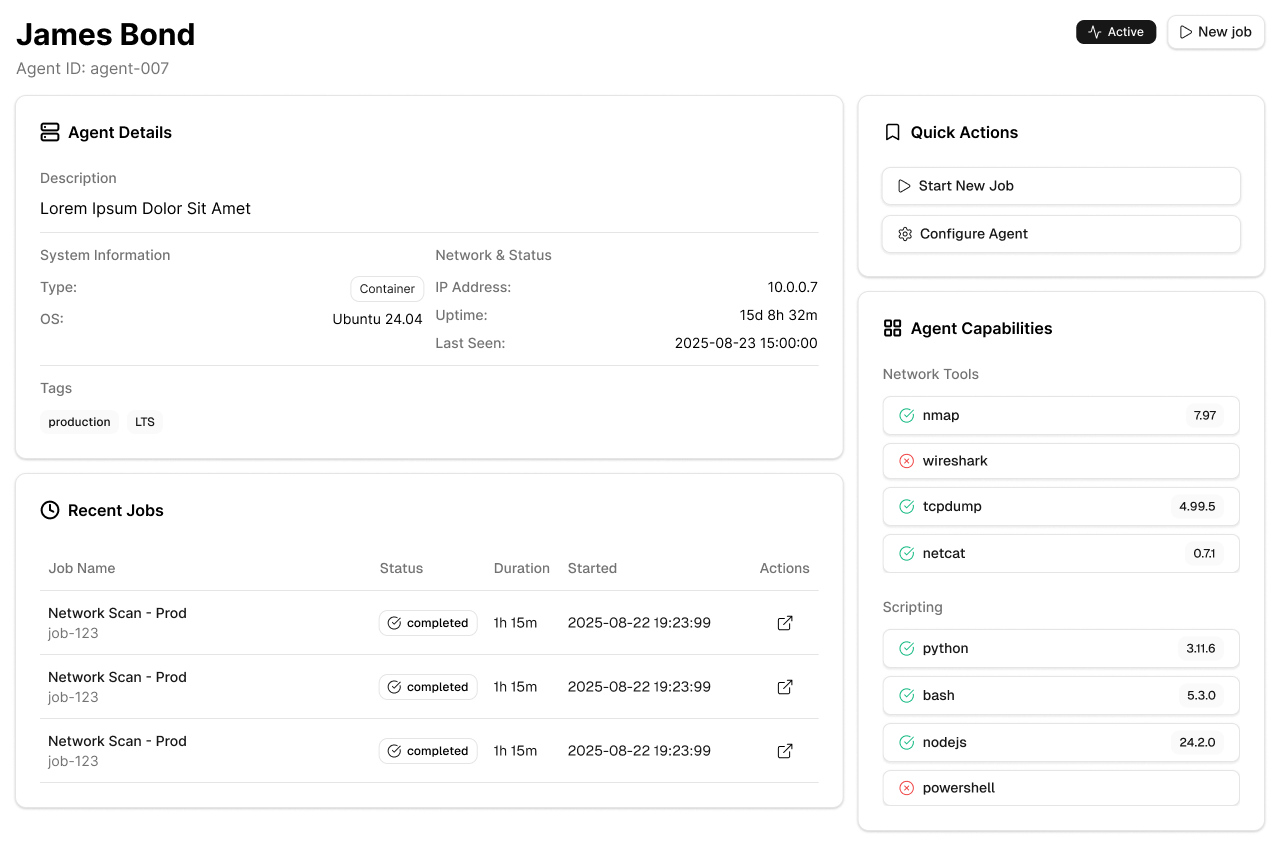 James Bond
Agent ID: agent-007
Active
New job
Agent Details
Description
Lorem Ipsum Dolor Sit Amet
System Information
Type: Container
OS: Ubuntu 24.04
Network & Status
IP Address: 10.0.0.7
Uptime: 15d 8h 32m
Last Seen: 2025-08-23 15:00:00
Tags
production LTS
Recent Jobs
Job Name Status Duration Started Actions
Network Scan - Prod
job-123
completed 1h 15m 2025-08-22 19:23:99
Network Scan - Prod
job-123
completed 1h 15m 2025-08-22 19:23:99
Network Scan - Prod
job-123
completed 1h 15m 2025-08-22 19:23:99
Quick Actions
Start New Job
Configure Agent
Agent Capabilities
Network Tools
nmap 7.97
wireshark
tcpdump 4.99.5
netcat 0.7.1
Scripting
python 3.11.6
bash 5.3.0
nodejs 24.2.0
powershell